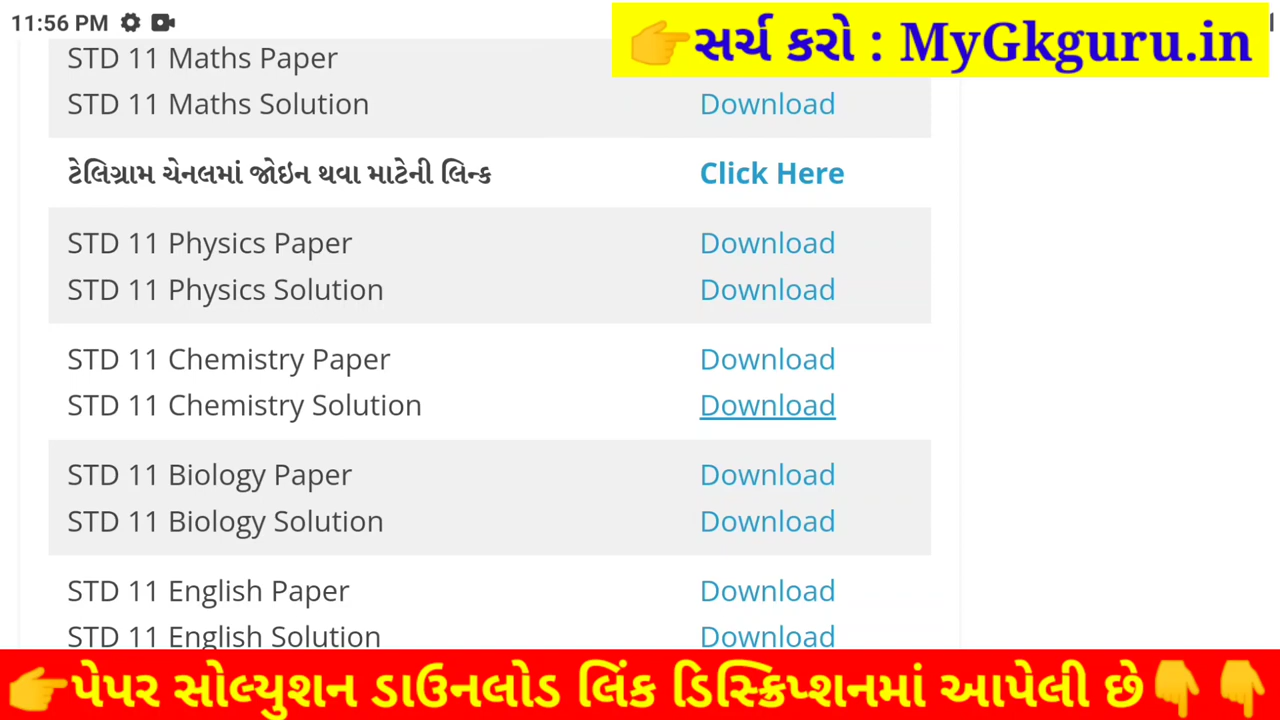 11:56 PM
👉સર્ચ કરો : MyGkguru.in
STD 11 Maths Paper
STD 11 Maths Solution Download
ટેલિગ્રામ ચેનલમાં જોઇન થવા માટેની લિન્ક Click Here
STD 11 Physics Paper Download
STD 11 Physics Solution Download
STD 11 Chemistry Paper Download
STD 11 Chemistry Solution Download
STD 11 Biology Paper Download
STD 11 Biology Solution Download
STD 11 English Paper Download
STD 11 English Solution Download
👉પેપર સોલ્યુશન ડાઉનલોડ લિંક ડિસ્ક્રિપ્શનમાં આપેલી છે👇👇